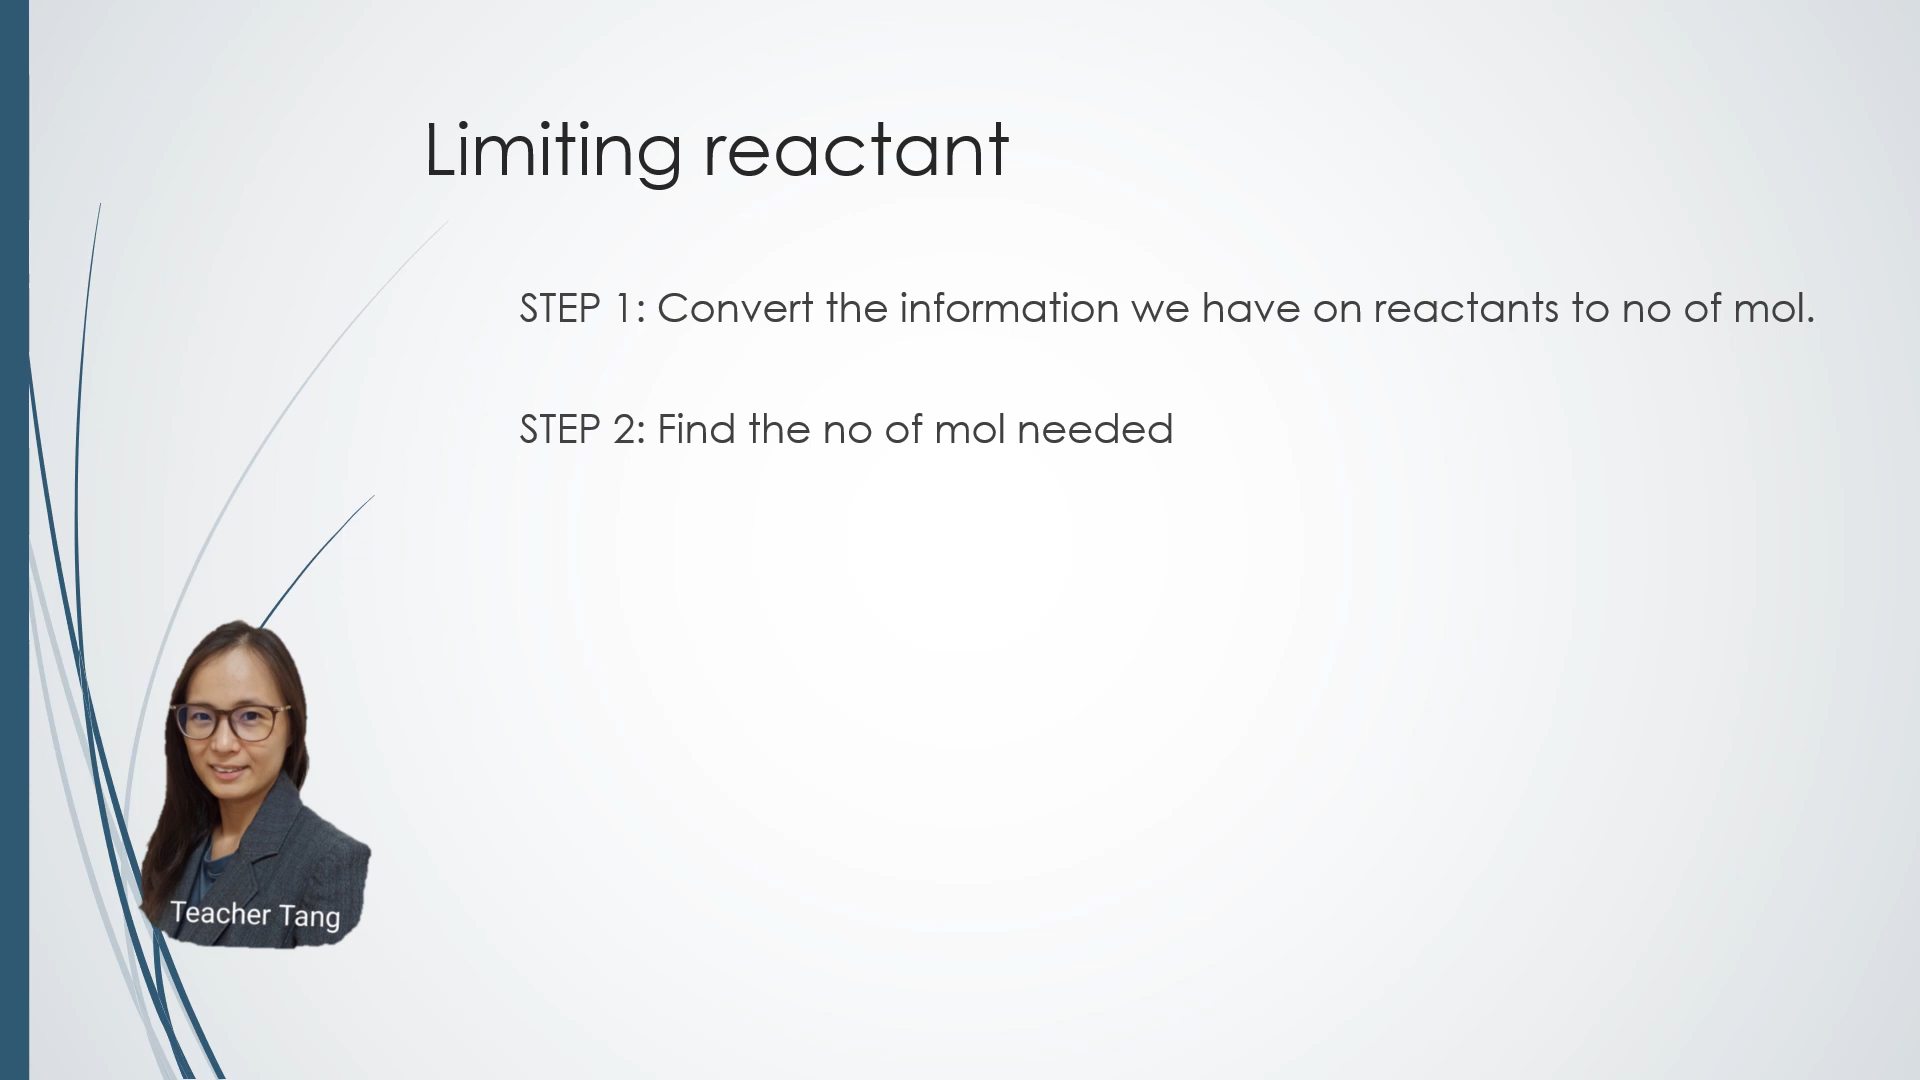 Limiting reactant
STEP 1: Convert the information we have on reactants to no of mol.
STEP 2: Find the no of mol needed
Teacher Tang